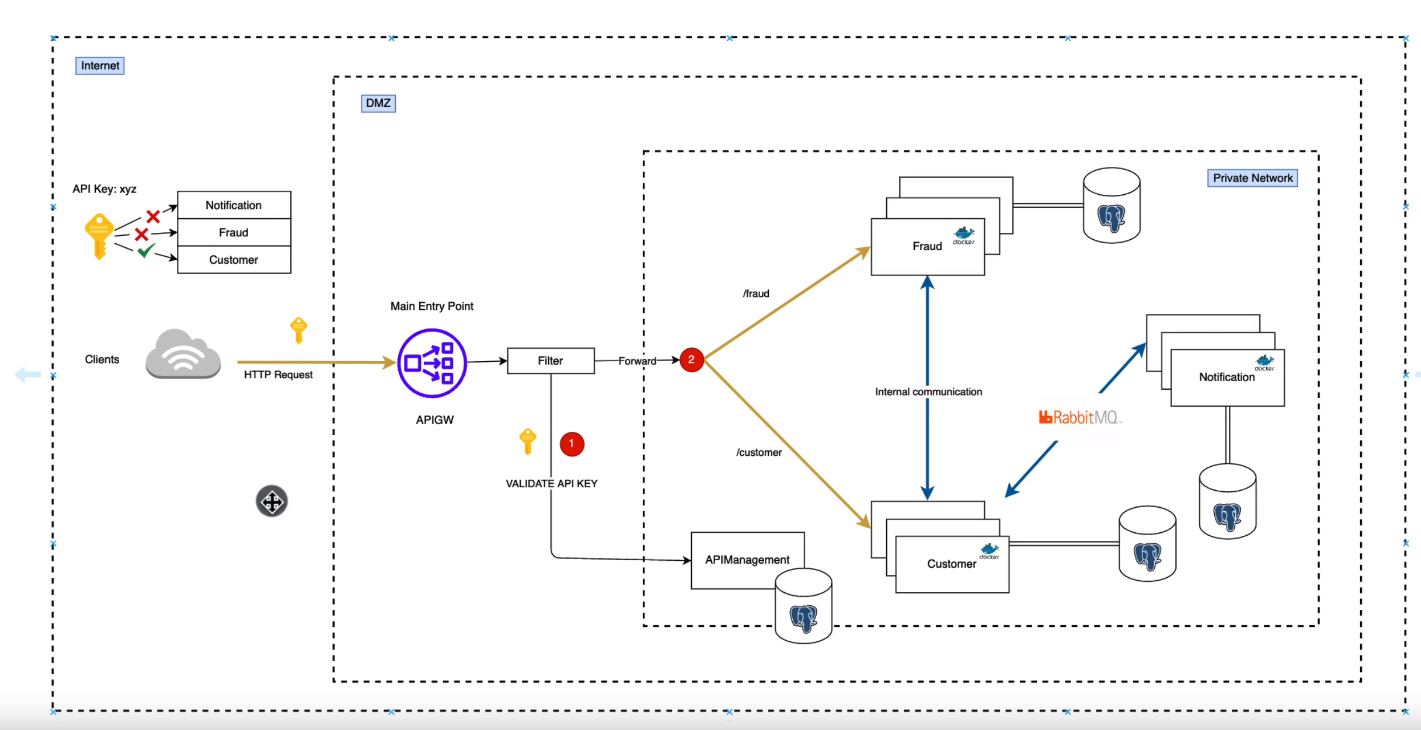 Internet
DMZ
Private Network
API Key: xyz
Notification
Fraud
Customer
Fraud
docker
/fraud
Main Entry Point
Clients
HTTP Request
Filter
Forward
2
APIGW
Internal communication
Notification
docker
RabbitMQ
1
/customer
VALIDATE API KEY
APIManagement
Customer
docker